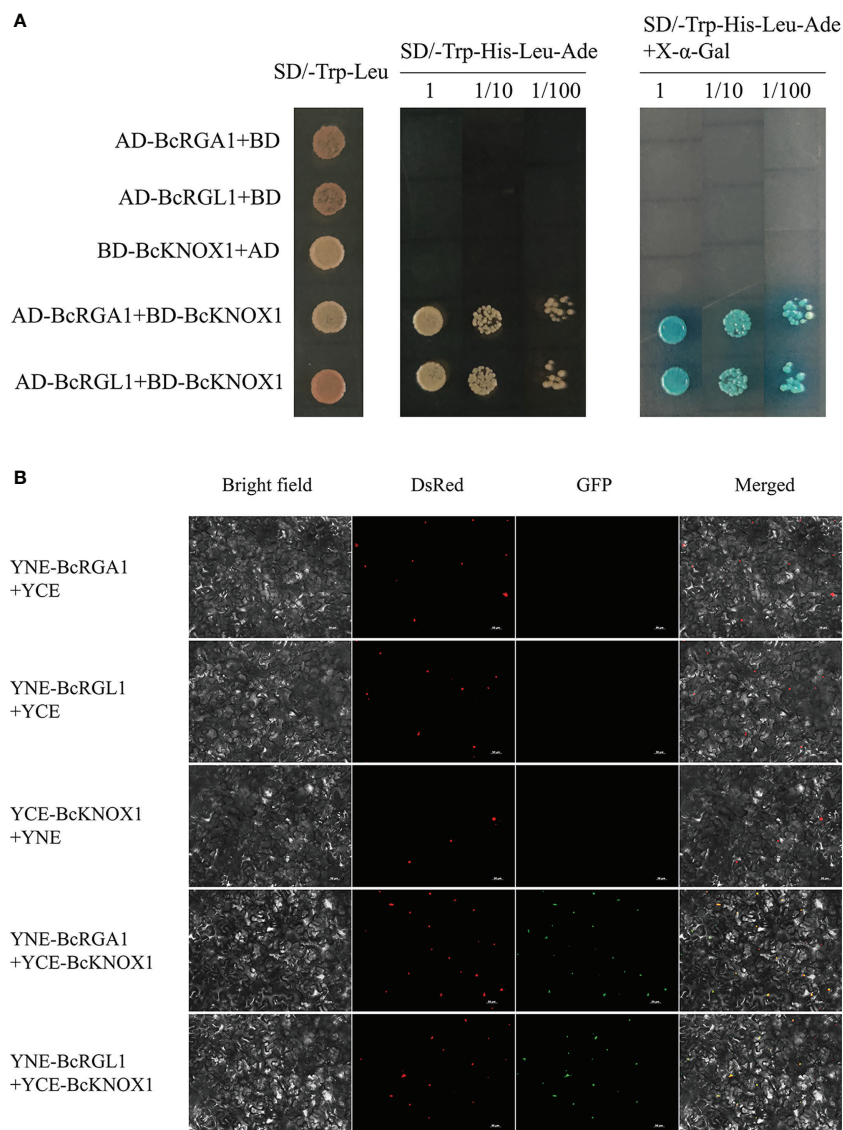 A
SD/-Trp-Leu
SD/-Trp-His-Leu-Ade
1 1/10 1/100
SD/-Trp-His-Leu-Ade
+X-α-Gal
1 1/10 1/100
AD-BcRGA1+BD
AD-BcRGL1+BD
BD-BcKNOX1+AD
AD-BcRGA1+BD-BcKNOX1
AD-BcRGL1+BD-BcKNOX1
B
Bright field DsRed GFP Merged
YNE-BcRGA1
+YCE
YNE-BcRGL1
+YCE
YCE-BcKNOX1
+YNE
YNE-BcRGA1
+YCE-BcKNOX1
YNE-BcRGL1
+YCE-BcKNOX1